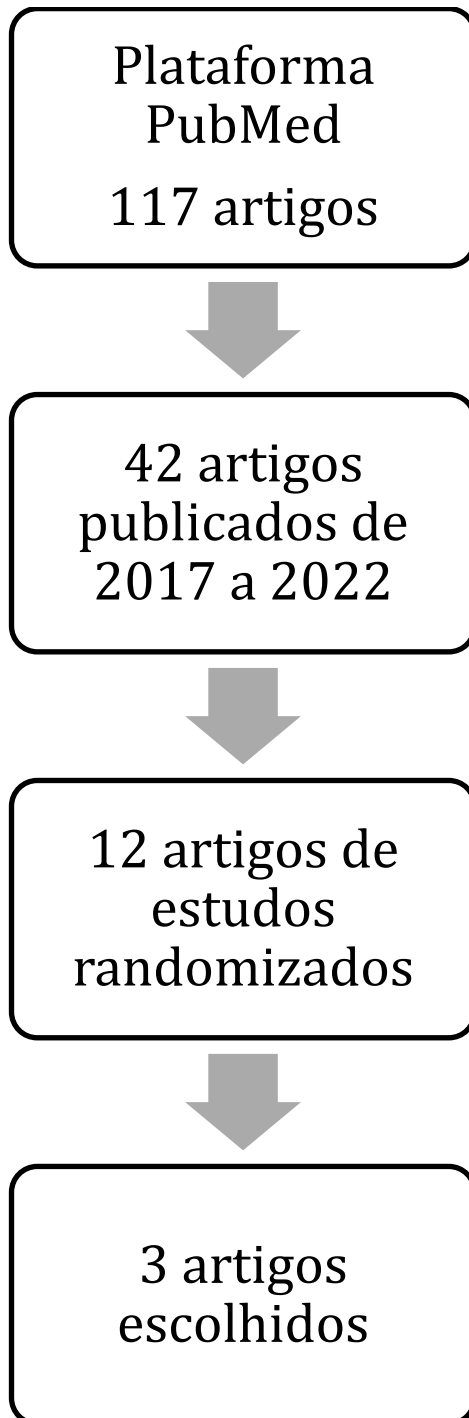 Plataforma
PubMed
117 artigos
42 artigos
publicados de
2017 a 2022
12 artigos de
estudos
randomizados
3 artigos
escolhidos